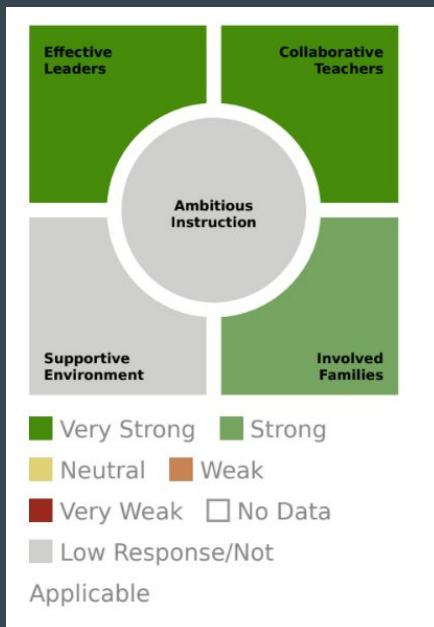 Effective
Leaders
Collaborative
Teachers
Ambitious
Instruction
Supportive
Environment
Involved
Families
Very Strong
Strong
Neutral
Weak
Very Weak
No Data
Low Response/Not
Applicable